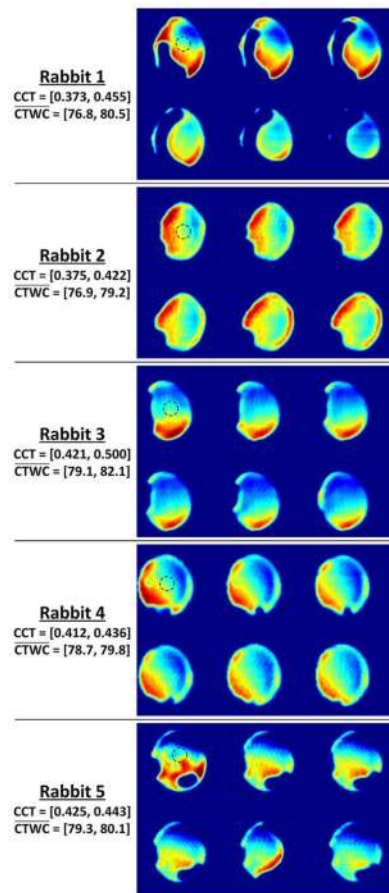 Rabbit 1
CCT = [0.373, 0.455]
CTWC = [76.8, 80.5]
Rabbit 2
CCT = [0.375, 0.422]
CTWC = [76.9, 79.2]
Rabbit 3
CCT = [0.421, 0.500]
CTWC = [79.1, 82.1]
Rabbit 4
CCT = [0.412, 0.436]
CTWC = [78.7, 79.8]
Rabbit 5
CCT = [0.425, 0.443]
CTWC = [79.3, 80.1]